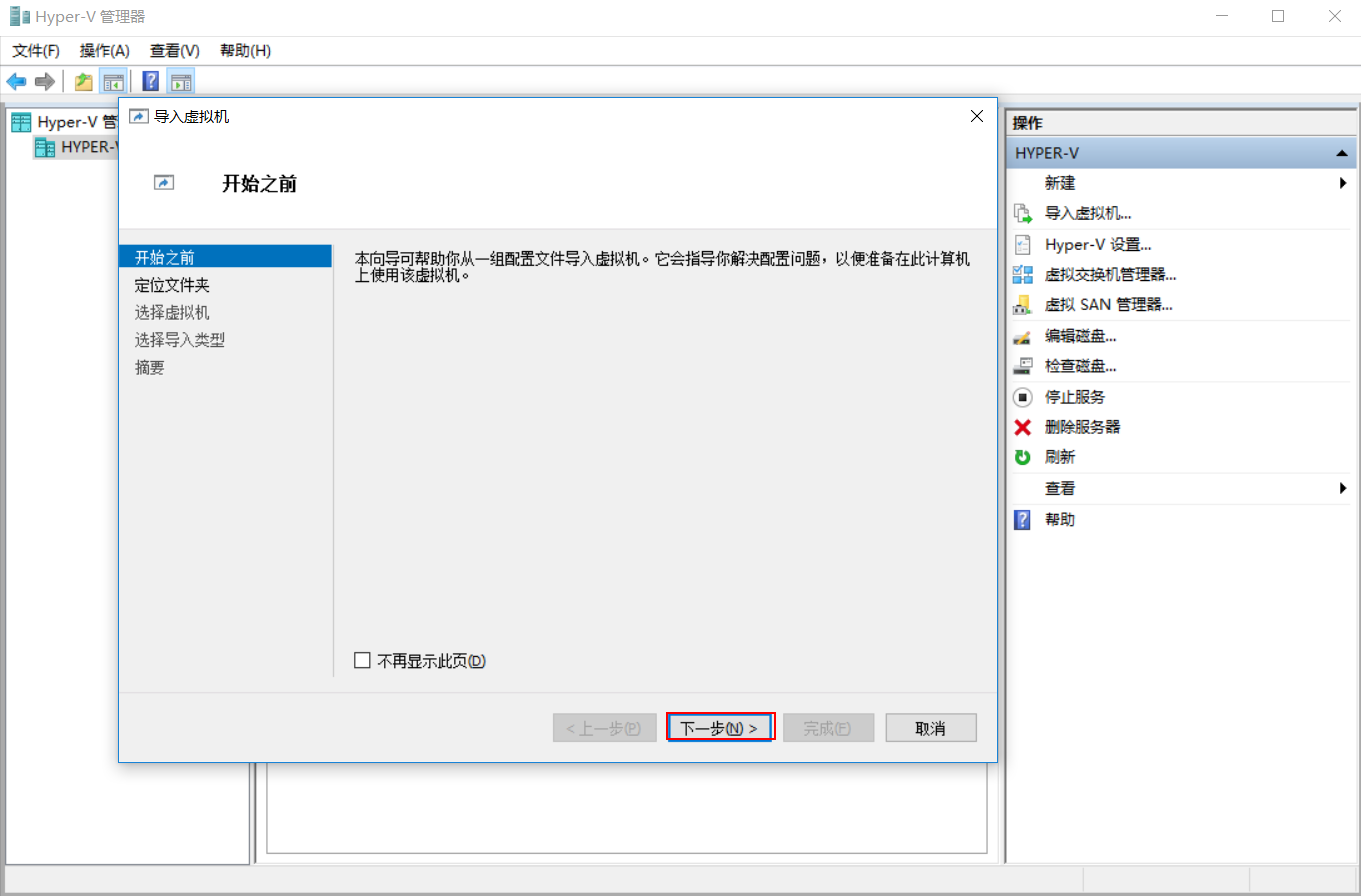 Hyper-V 管理器
文件(F) 操作(A) 查看(V) 帮助(H)
Hyper-V 管
HYPER-V
导入虚拟机
开始之前
开始之前
定位文件夹
选择虚拟机
选择导入类型
摘要
本向导可帮助你从一组配置文件导入虚拟机。它会指导你解决配置问题，以便准备在此计算机
上使用该虚拟机。
不再显示此页(D)
< 上一步(P) 下一步(N) > 完成(F) 取消
操作
HYPER-V
新建
导入虚拟机...
Hyper-V 设置...
虚拟交换机管理器...
虚拟 SAN 管理器...
编辑磁盘...
检查磁盘...
停止服务
删除服务器
刷新
查看
帮助